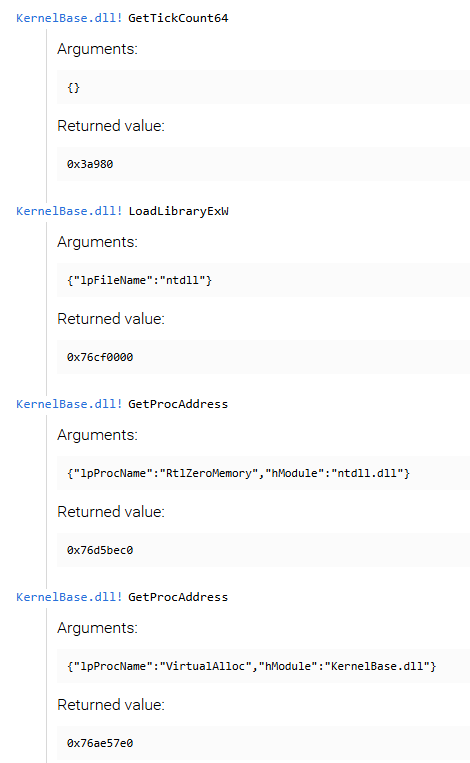 KernelBase.dll! GetTickCount64
Arguments:
{}
Returned value:
0x3a980
KernelBase.dll! LoadLibraryExW
Arguments:
{"lpFileName":"ntdll"}
Returned value:
0x76cf0000
KernelBase.dll! GetProcAddress
Arguments:
{"lpProcName":"RtlZeroMemory","hModule":"ntdll.dll"}
Returned value:
0x76d5bec0
KernelBase.dll! GetProcAddress
Arguments:
{"lpProcName":"VirtualAlloc","hModule":"KernelBase.dll"}
Returned value:
0x76ae57e0